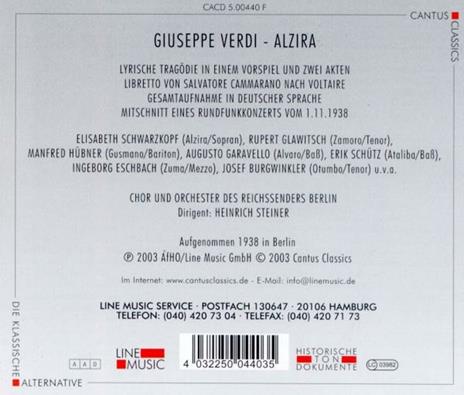 CACD 5.00440 F
CANTUS
CLASSICS
GIUSEPPE VERDI - ALZIRA
LYRISCHE TRAGÖDIE IN EINEM VORSPIEL UND ZWEI AKTEN
LIBRETTO VON SALVATORE CAMMARANO NACH VOLTAIRE
GESAMTAUFNAHME IN DEUTSCHER SPRACHE
MITSCHNITT EINES RUNDFUNKKONZERTS VOM 1.11.1938
ELISABETH SCHWARZKOPF (Alzira/Sopran), RUPERT GLAWITSCH (Zamoro/Tenor),
MANFRED HÜBNER (Gusmano/Bariton), AUGUSTO GARAVELLO (Alvaro/Baß), ERIK SCHÜTZ (Ataliba/Baß),
INGEBORG ESCHBACH (Zuma/Mezzo), JOSEF BURGWINKLER (Otumbo/Tenor) u.v.a.
CHOR UND ORCHESTER DES REICHSSENDERS BERLIN
Dirigent: HEINRICH STEINER
Aufgenommen 1938 in Berlin
℗ 2003 ÄfHO/Line Music GmbH © 2003 Cantus Classics
Im Internet: www.cantusclassics.de - E-Mail: info@linemusic.de
LINE MUSIC SERVICE · POSTFACH 130647 · 20106 HAMBURG
TELEFON: (040) 420 73 04 · TELEFAX: (040) 420 71 73
DIE KLASSISCHE
ALTERNATIVE
A A D
LINE
MUSIC
4 032250 044035
HISTORISCHE
TON
DOKUMENTE
LC 03982